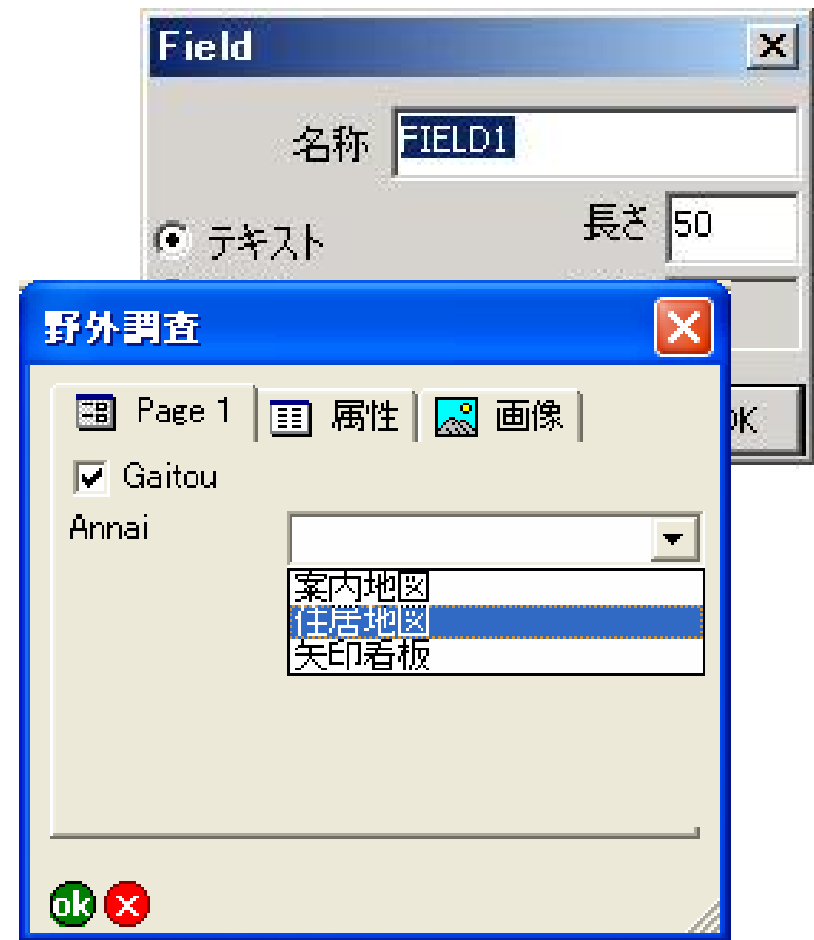 Field
名称 FIELD1
長さ 50
テキスト
野外調査
Page 1 属性 画像
Gaitou
Annai
案内地図
住居地図
矢印看板
ok